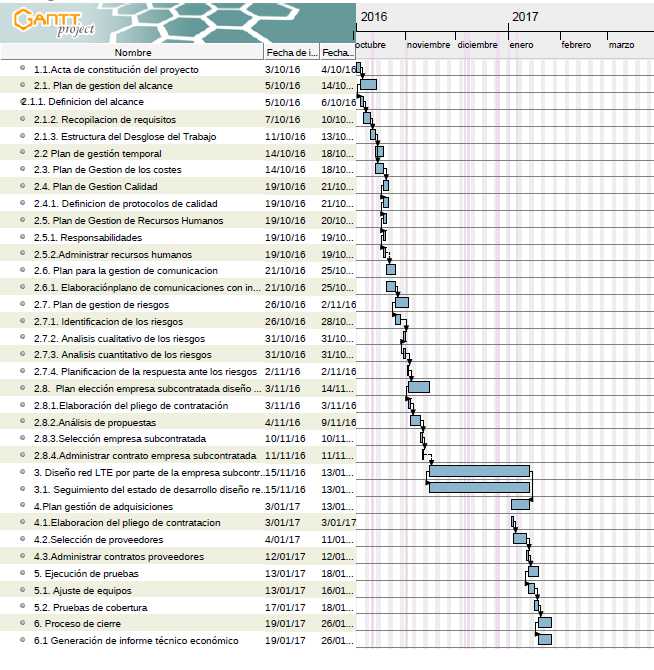 GANTT project
2016 2017
octubre noviembre diciembre enero febrero marzo
Nombre Fecha de i... Fecha...
1.1.Acta de constitución del proyecto 3/10/16 4/10/16
2.1. Plan de gestion del alcance 5/10/16 14/10...
2.1.1. Definicion del alcance 5/10/16 6/10/16
2.1.2. Recopilacion de requisitos 7/10/16 10/10...
2.1.3. Estructura del Desglose del Trabajo 11/10/16 13/10...
2.2 Plan de gestión temporal 14/10/16 18/10...
2.3. Plan de Gestion de los costes 14/10/16 18/10...
2.4. Plan de Gestion Calidad 19/10/16 21/10...
2.4.1. Definicion de protocolos de calidad 19/10/16 21/10...
2.5. Plan de Gestion de Recursos Humanos 19/10/16 20/10...
2.5.1. Responsabilidades 19/10/16 19/10...
2.5.2.Administrar recursos humanos 19/10/16 19/10...
2.6. Plan para la gestion de comunicacion 21/10/16 25/10...
2.6.1. Elaboraciónplano de comunicaciones con in... 21/10/16 25/10...
2.7. Plan de gestion de riesgos 26/10/16 2/11/16
2.7.1. Identificacion de los riesgos 26/10/16 28/10...
2.7.2. Analisis cualitativo de los riesgos 31/10/16 31/10...
2.7.3. Analisis cuantitativo de los riesgos 31/10/16 31/10...
2.7.4. Planificacion de la respuesta ante los riesgos 2/11/16 2/11/16
2.8. Plan elección empresa subcontratada diseño ... 3/11/16 14/11...
2.8.1.Elaboración del pliego de contratación 3/11/16 3/11/16
2.8.2.Análisis de propuestas 4/11/16 9/11/16
2.8.3.Selección empresa subcontratada 10/11/16 10/11...
2.8.4.Administrar contrato empresa subcontratada 11/11/16 11/11...
3. Diseño red LTE por parte de la empresa subcontr... 15/11/16 13/01...
3.1. Seguimiento del estado de desarrollo diseño re... 15/11/16 13/01...
4.Plan gestión de adquisiciones 3/01/17 13/01...
4.1.Elaboracion del pliego de contratacion 3/01/17 3/01/17
4.2.Selección de proveedores 4/01/17 11/01...
4.3.Administrar contratos proveedores 12/01/17 12/01...
5. Ejecución de pruebas 13/01/17 18/01...
5.1. Ajuste de equipos 13/01/17 16/01...
5.2. Pruebas de cobertura 17/01/17 18/01...
6. Proceso de cierre 19/01/17 26/01...
6.1 Generación de informe técnico económico 19/01/17 26/01...